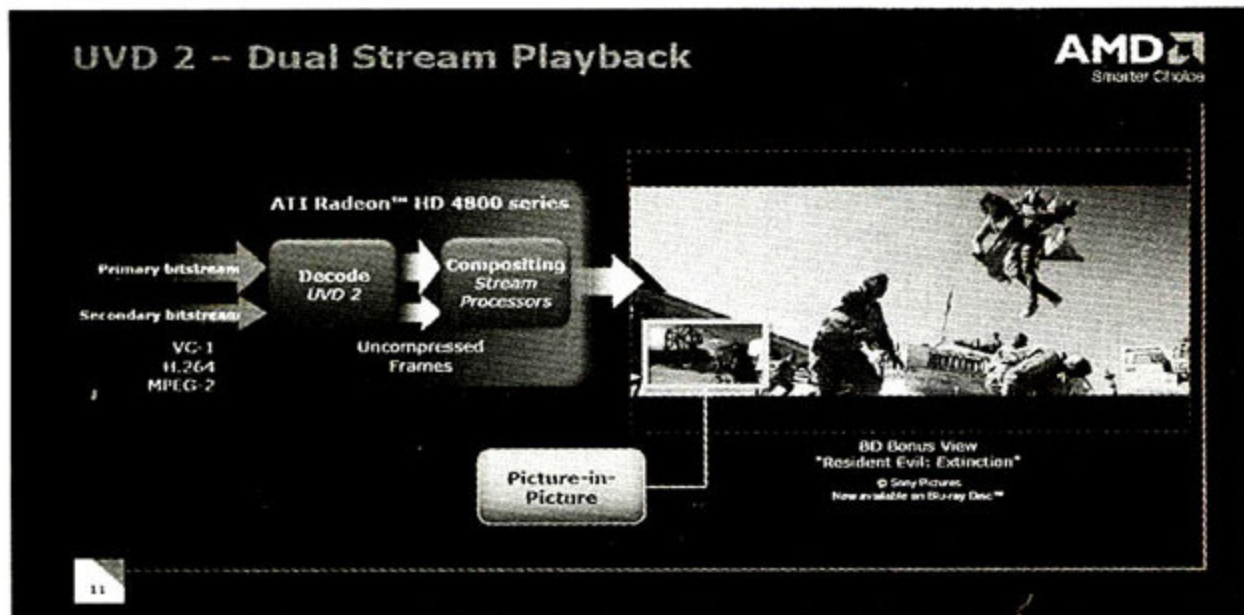 UVD 2 – Dual Stream Playback
AMD
Smarter Choice
ATI Radeon™ HD 4800 series
Primary bitstream
Secondary bitstream
VC-1
H.264
MPEG-2
Decode
UVD 2
Uncompressed
Frames
Compositing
Stream
Processors
Picture-in-
Picture
BD Bonus View
"Resident Evil: Extinction"
© Sony Pictures
Now available on Blu-ray Disc™
11